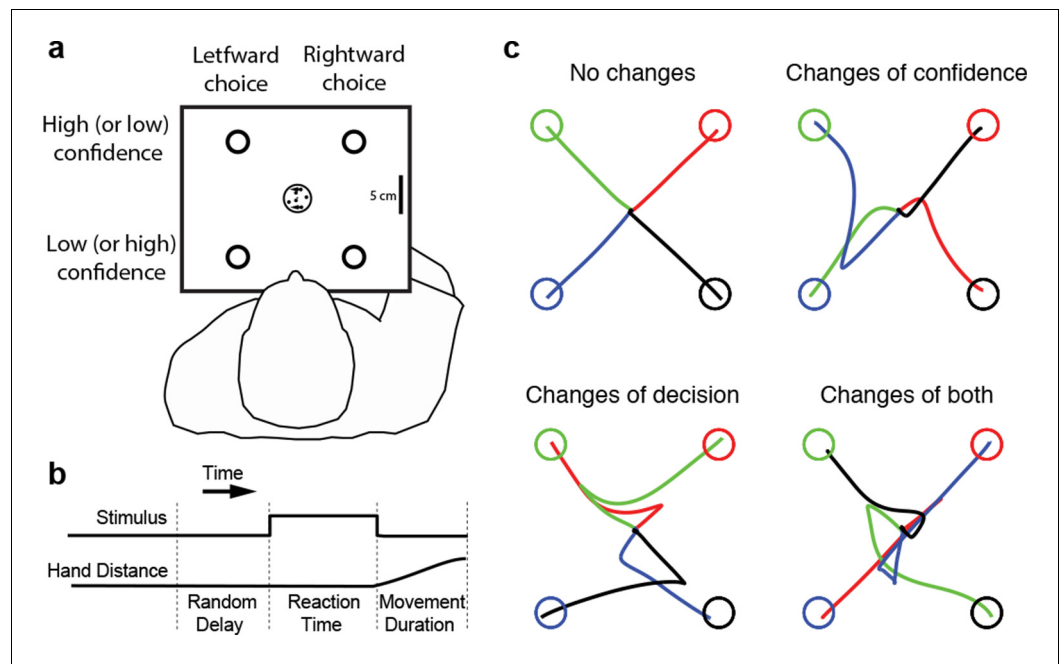 a
Letfward
choice
Rightward
choice
High (or low)
confidence
5 cm
Low (or high)
confidence
b
Time
Stimulus
Hand Distance
Random
Delay
Reaction
Time
Movement
Duration
c
No changes
Changes of confidence
Changes of decision
Changes of both